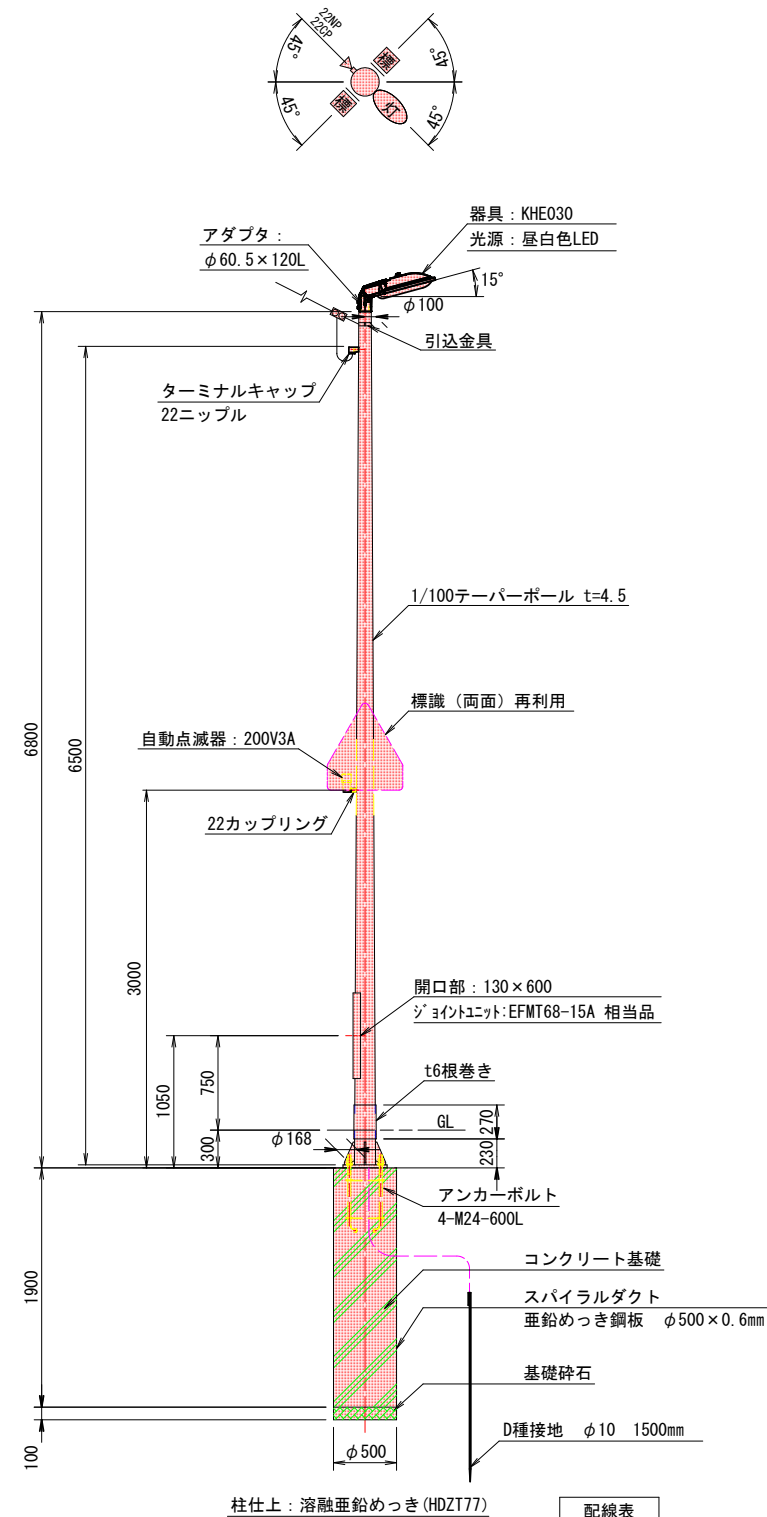 22NP
22CP
45°
45°
45°
45°
標
標
灯
器具：KHE030
光源：昼白色LED
アダプタ：
φ60.5×120L
15°
φ100
引込金具
ターミナルキャップ
22ニップル
1/100テーパーポール t=4.5
標識（両面）再利用
自動点滅器：200V3A
22カップリング
6800
6500
3000
開口部：130×600
ｼﾞｮｲﾝﾄﾕﾆｯﾄ:EFMT68-15A 相当品
t6根巻き
1050
750
300
GL
270
230
φ168
アンカーボルト
4-M24-600L
コンクリート基礎
スパイラルダクト
亜鉛めっき鋼板 φ500×0.6mm
基礎砕石
1900
100
φ500
D種接地 φ10 1500mm
柱仕上：溶融亜鉛めっき(HDZT77)
配線表